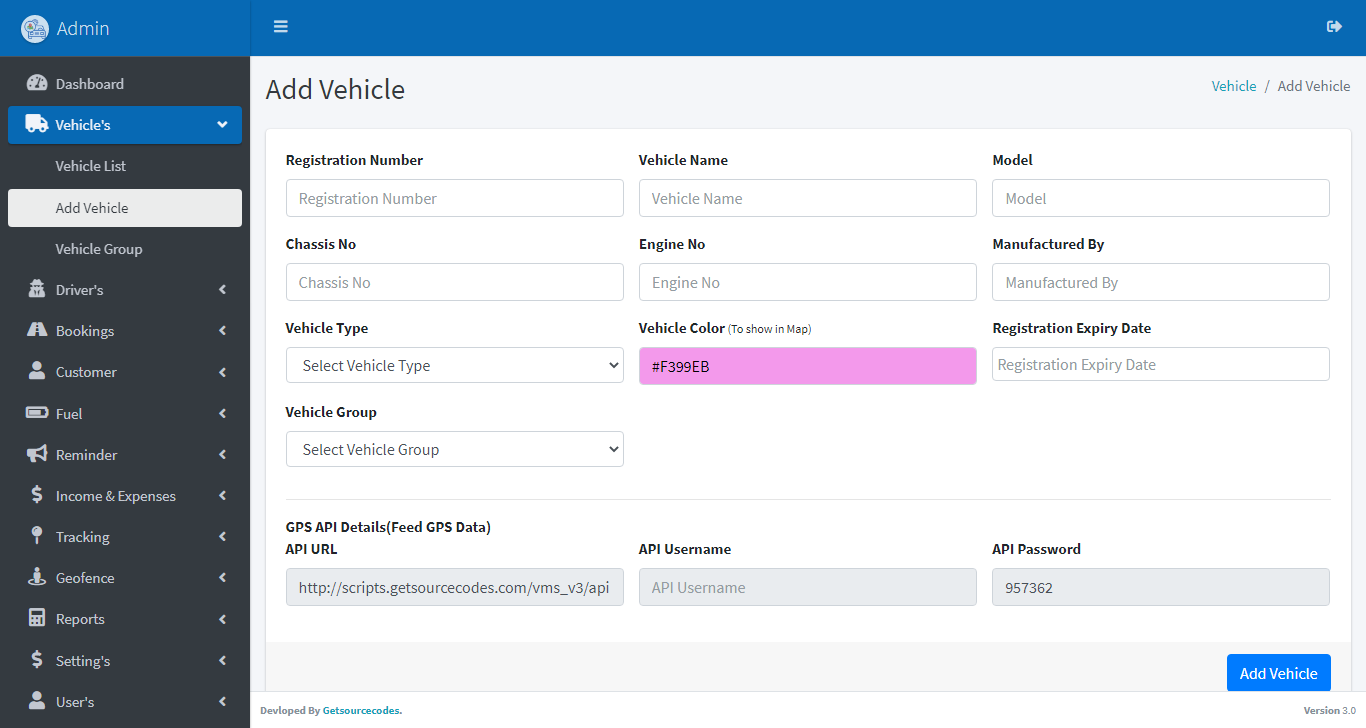 Admin
Dashboard
Vehicle's
Vehicle List
Add Vehicle
Vehicle Group
Driver's
Bookings
Customer
Fuel
Reminder
Income & Expenses
Tracking
Geofence
Reports
Setting's
User's
Add Vehicle
Vehicle / Add Vehicle
Registration Number Vehicle Name Model
Registration Number Vehicle Name Model
Chassis No Engine No Manufactured By
Chassis No Engine No Manufactured By
Vehicle Type Vehicle Color (To show in Map) Registration Expiry Date
Select Vehicle Type #F399EB Registration Expiry Date
Vehicle Group
Select Vehicle Group
GPS API Details(Feed GPS Data)
API URL API Username API Password
http://scripts.getsourcecodes.com/vms_v3/api API Username 957362
Add Vehicle
Devloped By Getsourcecodes. Version 3.0